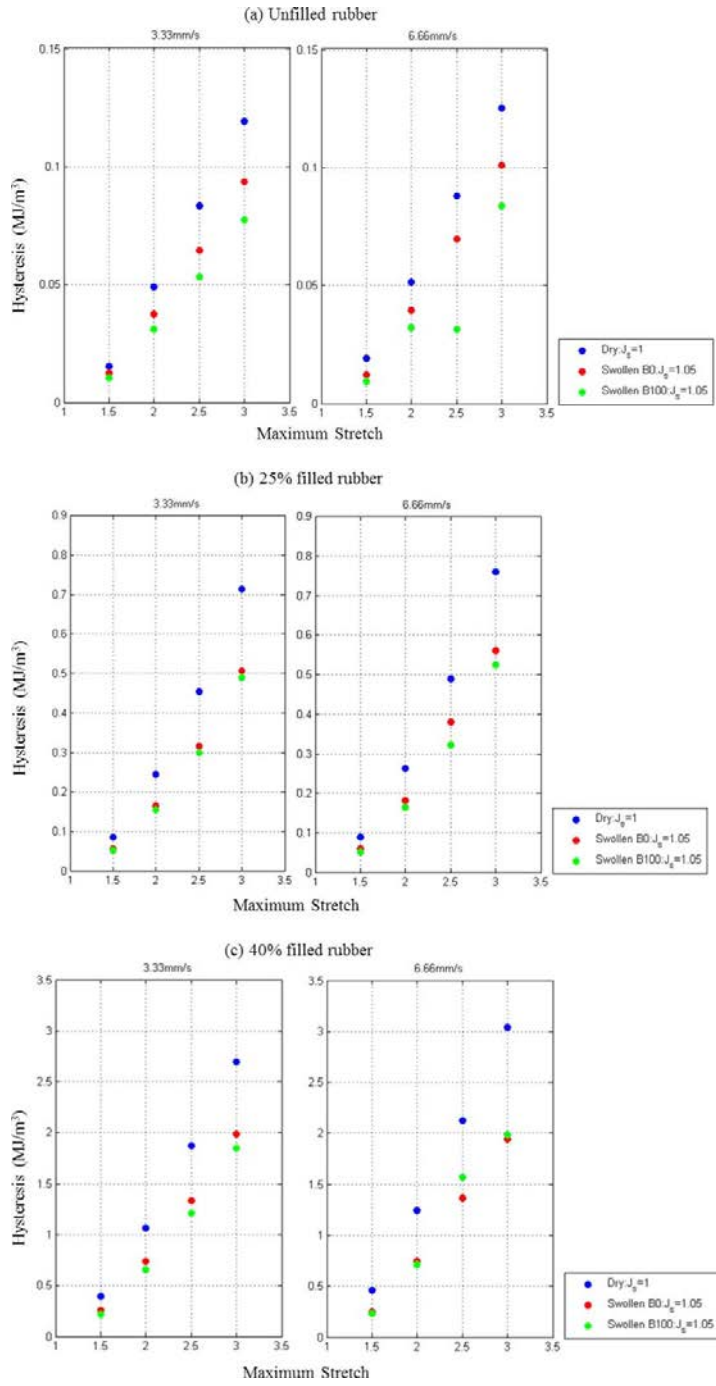 (a) Unfilled rubber
3.33mm/s
6.66mm/s
0.15
0.1
0.05
0
1 1.5 2 2.5 3 3.5
0.15
0.1
0.05
0
1 1.5 2 2.5 3 3.5
Hysteresis (MJ/m³)
Maximum Stretch
Dry:J_s=1
Swollen B0:J_s=1.05
Swollen B100:J_s=1.05
(b) 25% filled rubber
3.33mm/s
6.66mm/s
0.9
0.8
0.7
0.6
0.5
0.4
0.3
0.2
0.1
0
1 1.5 2 2.5 3 3.5
0.9
0.8
0.7
0.6
0.5
0.4
0.3
0.2
0.1
0
1 1.5 2 2.5 3 3.5
Hysteresis (MJ/m³)
Maximum Stretch
Dry:J_s=1
Swollen B0:J_s=1.05
Swollen B100:J_s=1.05
(c) 40% filled rubber
3.33mm/s
6.66mm/s
3.5
3
2.5
2
1.5
1
0.5
0
1 1.5 2 2.5 3 3.5
3.5
3
2.5
2
1.5
1
0.5
0
1 1.5 2 2.5 3 3.5
Hysteresis (MJ/m³)
Maximum Stretch
Dry:J_s=1
Swollen B0:J_s=1.05
Swollen B100:J_s=1.05